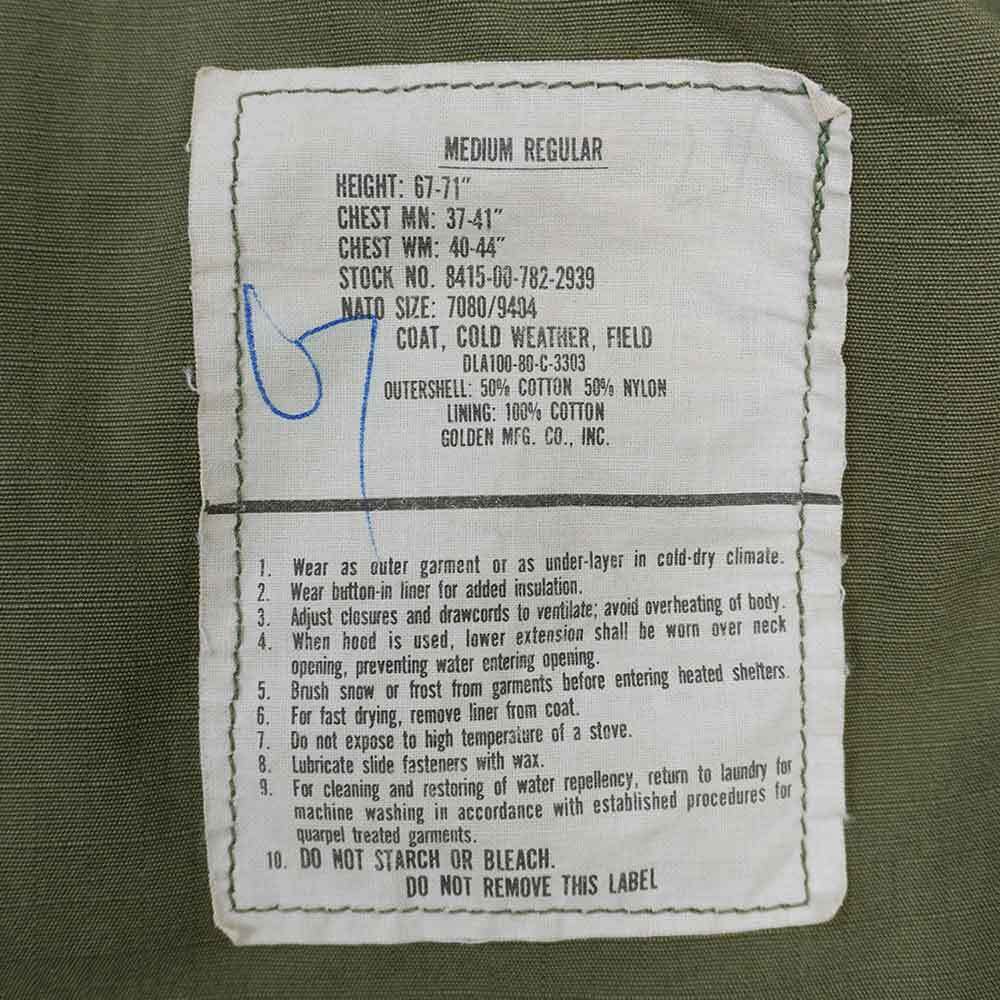 MEDIUM REGULAR
HEIGHT: 67-71"
CHEST MN: 37-41"
CHEST WM: 40-44"
STOCK NO. 8415-00-782-2939
NATO SIZE: 7080/9404
COAT, COLD WEATHER, FIELD
DLA100-80-C-3303
OUTERSHELL: 50% COTTON 50% NYLON
LINING: 100% COTTON
GOLDEN MFG. CO., INC.
1. Wear as outer garment or as under-layer in cold-dry climate.
2. Wear button-in liner for added insulation.
3. Adjust closures and drawcords to ventilate; avoid overheating of body.
4. When hood is used, lower extension shall be worn over neck
opening, preventing water entering opening.
5. Brush snow or frost from garments before entering heated shelters.
6. For fast drying, remove liner from coat.
7. Do not expose to high temperature of a stove.
8. Lubricate slide fasteners with wax.
9. For cleaning and restoring of water repellency, return to laundry for
machine washing in accordance with established procedures for
quarpel treated garments.
10. DO NOT STARCH OR BLEACH.
DO NOT REMOVE THIS LABEL